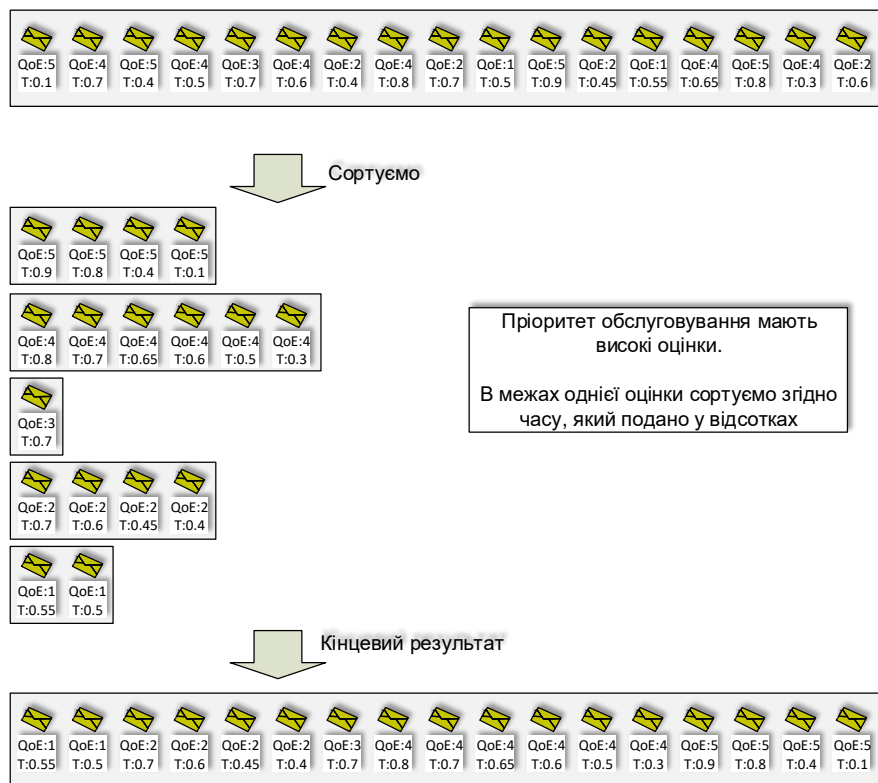 QoE:5 QoE:4 QoE:5 QoE:4 QoE:3 QoE:4 QoE:2 QoE:4 QoE:2 QoE:1 QoE:5 QoE:2 QoE:1 QoE:4 QoE:5 QoE:4 QoE:2
T:0.1 T:0.7 T:0.4 T:0.5 T:0.7 T:0.6 T:0.4 T:0.8 T:0.7 T:0.5 T:0.9 T:0.45 T:0.55 T:0.65 T:0.8 T:0.3 T:0.6
Сортуємо
QoE:5 QoE:5 QoE:5 QoE:5
T:0.9 T:0.8 T:0.4 T:0.1
QoE:4 QoE:4 QoE:4 QoE:4 QoE:4 QoE:4
T:0.8 T:0.7 T:0.65 T:0.6 T:0.5 T:0.3
Пріоритет обслуговування мають
високі оцінки.
В межах однієї оцінки сортуємо згідно
часу, який подано у відсотках
QoE:3
T:0.7
QoE:2 QoE:2 QoE:2 QoE:2
T:0.7 T:0.6 T:0.45 T:0.4
QoE:1 QoE:1
T:0.55 T:0.5
Кінцевий результат
QoE:1 QoE:1 QoE:2 QoE:2 QoE:2 QoE:2 QoE:3 QoE:4 QoE:4 QoE:4 QoE:4 QoE:4 QoE:4 QoE:5 QoE:5 QoE:5 QoE:5
T:0.55 T:0.5 T:0.7 T:0.6 T:0.45 T:0.4 T:0.7 T:0.8 T:0.7 T:0.65 T:0.6 T:0.5 T:0.3 T:0.9 T:0.8 T:0.4 T:0.1